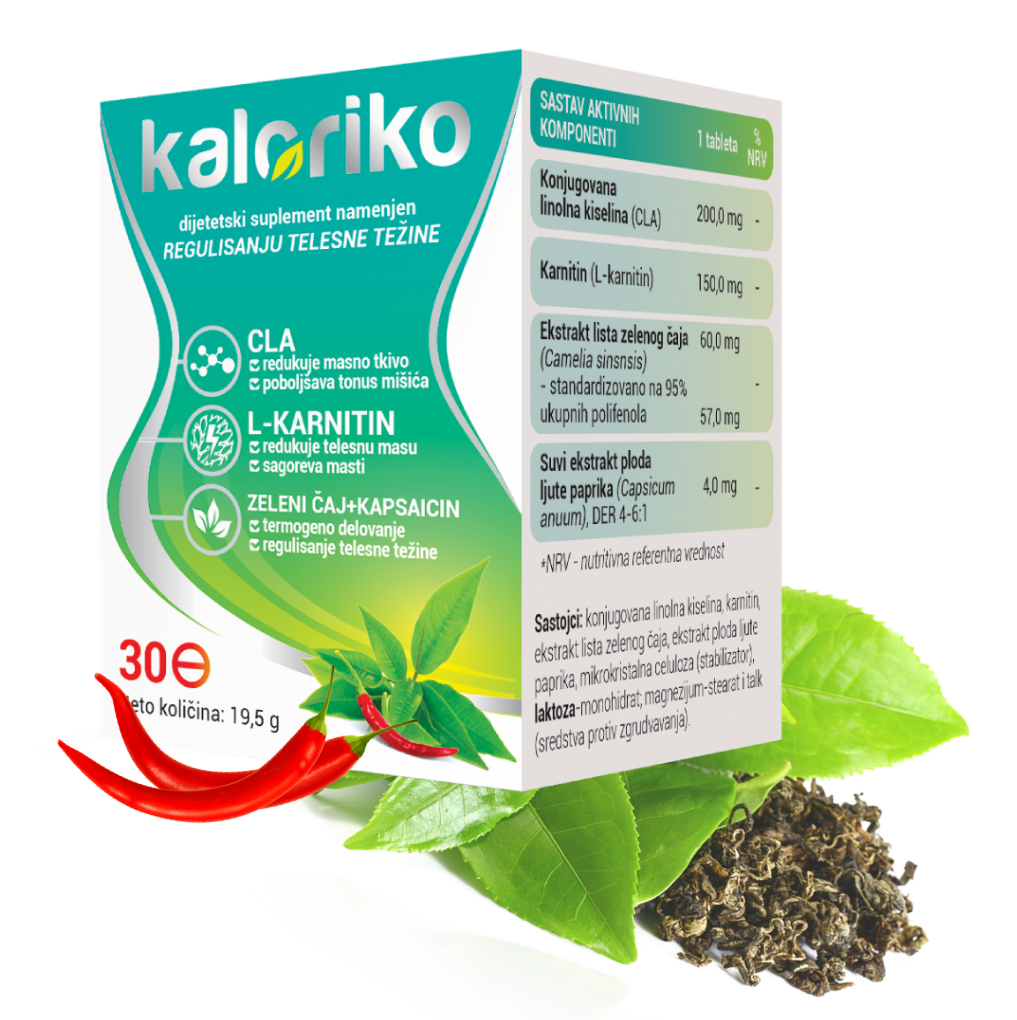 kaloriko
dijetetski suplement namenjen
REGULISANJU TELESNE TEŽINE
CLA
redukuje masno tkivo
poboljšava tonus mišića
L-KARNITIN
redukuje telesnu masu
sagoreva masti
ZELENI ČAJ+KAPSAICIN
termogeno delovanje
regulisanje telesne težine
30
eto količina: 19,5 g
SASTAV AKTIVNIH
KOMPONENTI
1 tableta
%
NRV
Konjugovana
linolna kiselina (CLA) 200,0 mg -
Karnitin (L-karnitin) 150,0 mg -
Ekstrakt lista zelenog čaja 60,0 mg
(Camelia sinsnsis)
- standardizovano na 95% -
ukupnih polifenola 57,0 mg
Suvi ekstrakt ploda
ljute paprika (Capsicum 4,0 mg -
anuum), DER 4-6:1
*NRV - nutritivna referentna vrednost
Sastojci: konjugovana linolna kiselina, karnitin,
ekstrakt lista zelenog čaja, ekstrakt ploda ljute
paprika, mikrokristalna celuloza (stabilizator),
laktoza-monohidrat; magnezijum-stearat i talk
(sredstva protiv zgrudvavanja).